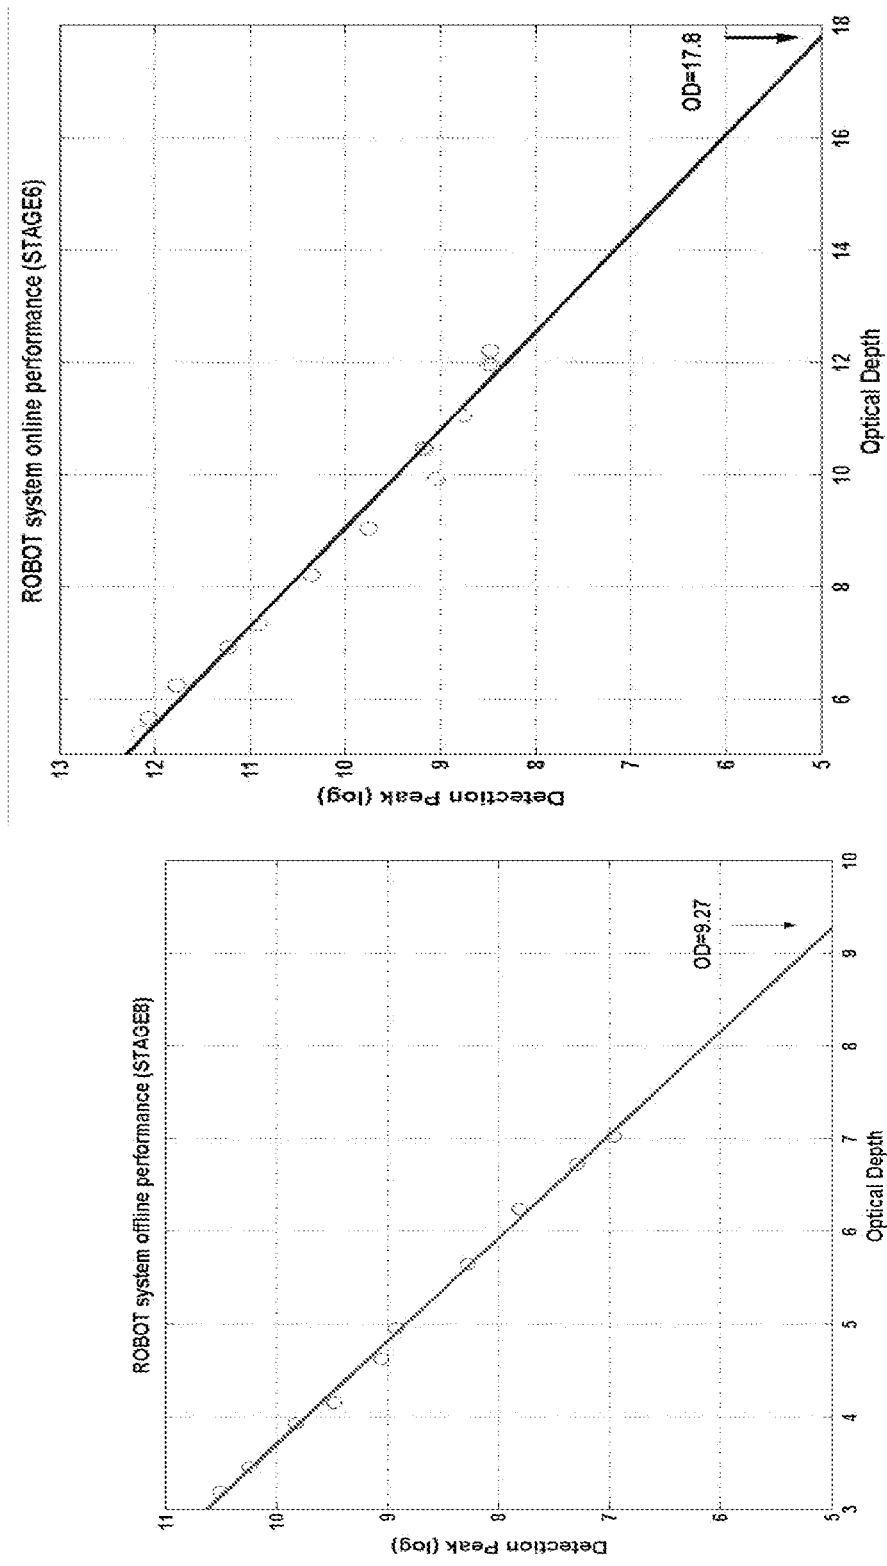 ROBOT system offline performance (STAGE8)
Detection Peak (log)
11
10
9
8
7
6
5
OD=9.27
3 4 5 6 7 8 9 10
Optical Depth
ROBOT system online performance (STAGE6)
Detection Peak (log)
13
12
11
10
9
8
7
6
5
OD=17.8
6 8 10 12 14 16 18
Optical Depth